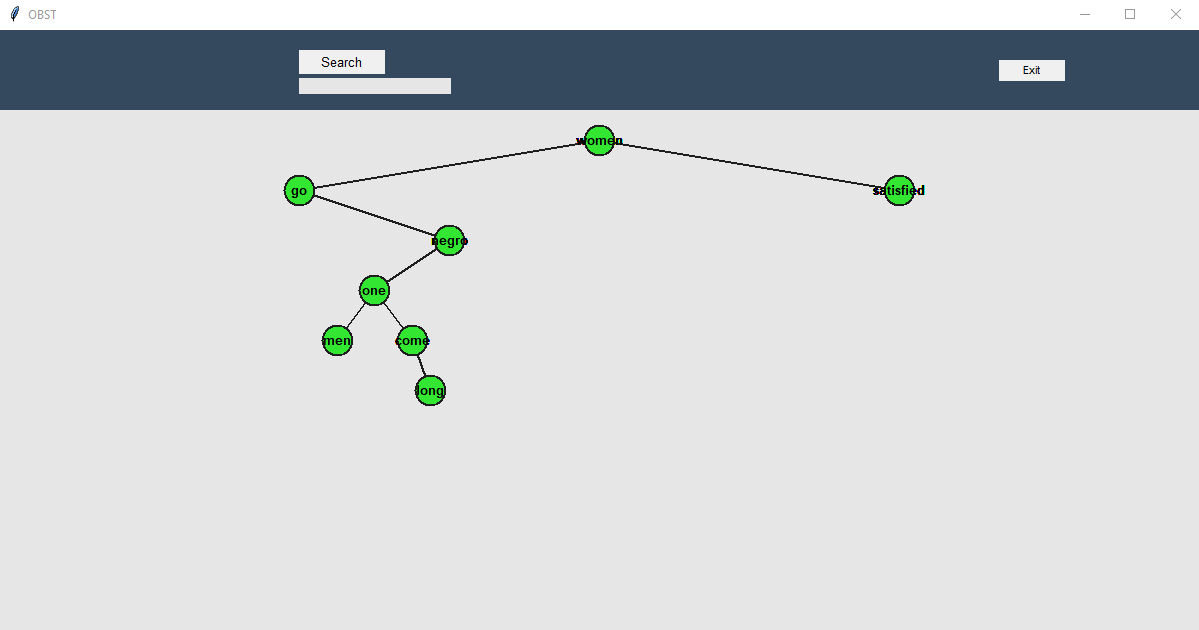 OBST
Search
Exit
women
go
satisfied
negro
one
men
come
long